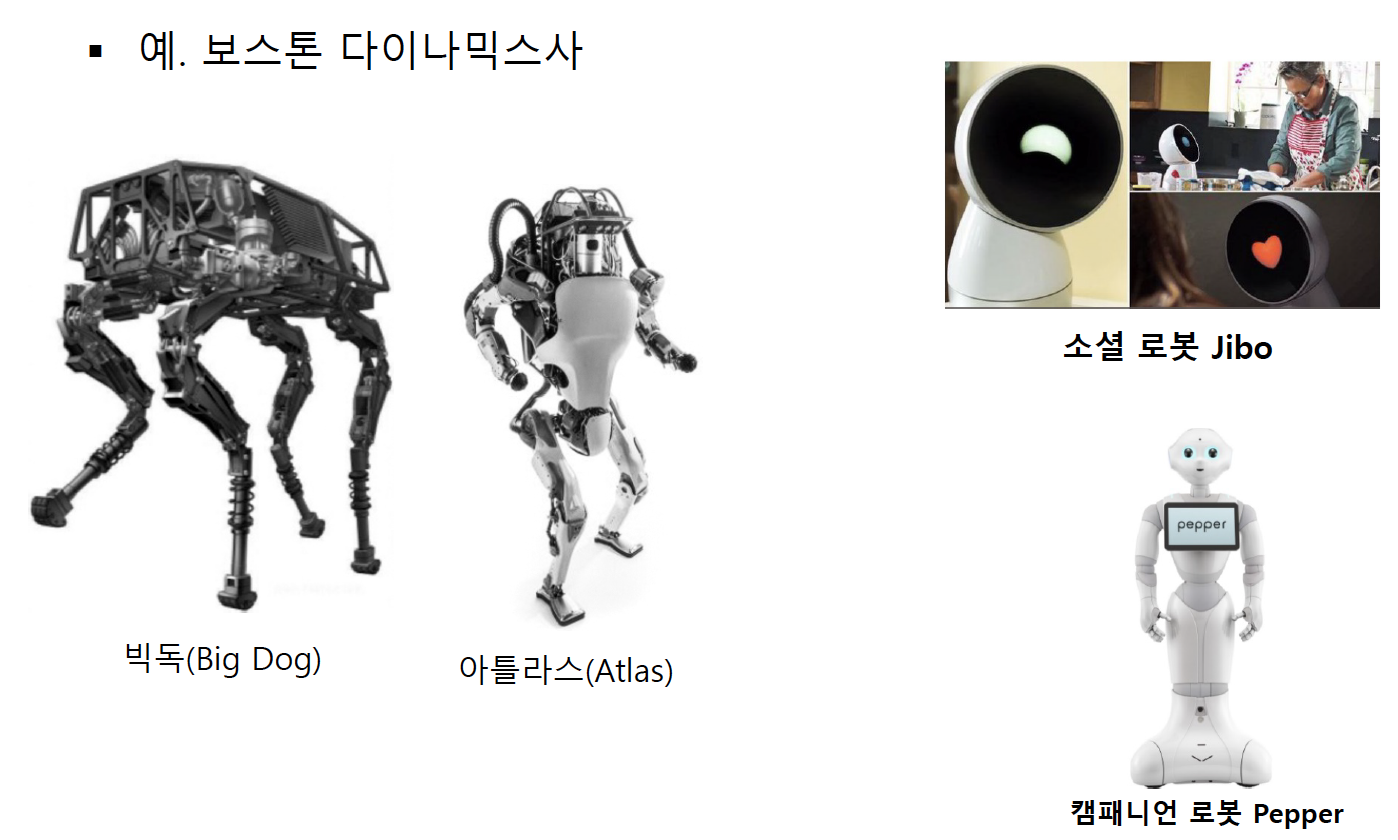 ▪ 예. 보스톤 다이나믹스사
빅독(Big Dog)
아틀라스(Atlas)
소셜 로봇 Jibo
pepper
캠패니언 로봇 Pepper